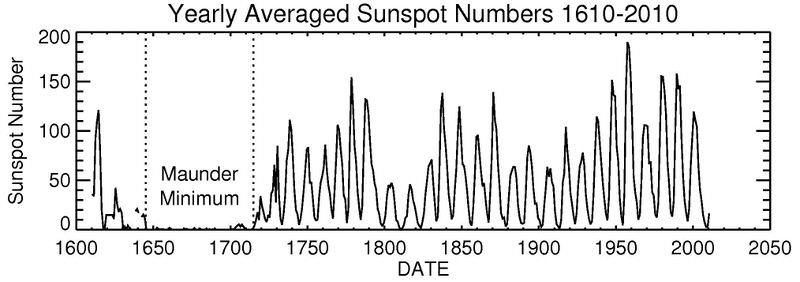 Yearly Averaged Sunspot Numbers 1610-2010
200
150
100
50
0
Sunspot Number
Maunder
Minimum
1600 1650 1700 1750 1800 1850 1900 1950 2000 2050
DATE